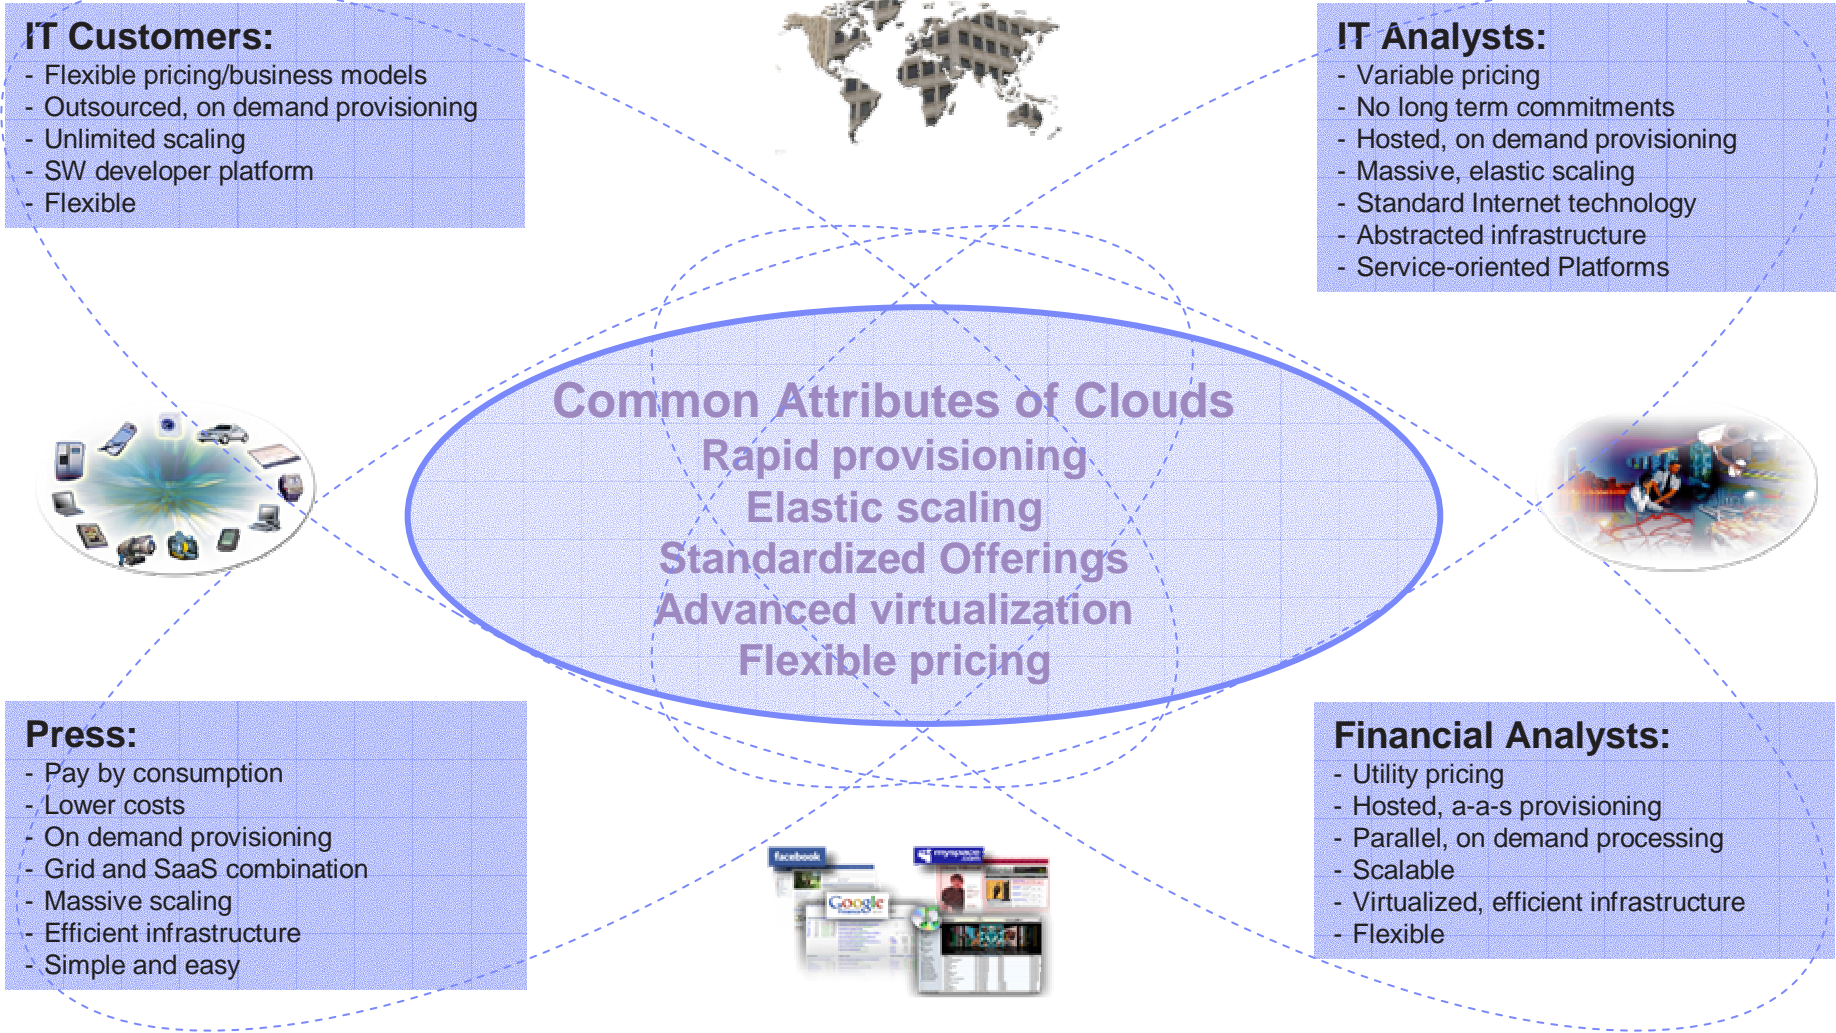 IT Customers:
- Flexible pricing/business models
- Outsourced, on demand provisioning
- Unlimited scaling
- SW developer platform
- Flexible
IT Analysts:
- Variable pricing
- No long term commitments
- Hosted, on demand provisioning
- Massive, elastic scaling
- Standard Internet technology
- Abstracted infrastructure
- Service-oriented Platforms
Common Attributes of Clouds
Rapid provisioning
Elastic scaling
Standardized Offerings
Advanced virtualization
Flexible pricing
Press:
- Pay by consumption
- Lower costs
- On demand provisioning
- Grid and SaaS combination
- Massive scaling
- Efficient infrastructure
- Simple and easy
facebook
myspace
.com
Google
Financial Analysts:
- Utility pricing
- Hosted, a-a-s provisioning
- Parallel, on demand processing
- Scalable
- Virtualized, efficient infrastructure
- Flexible